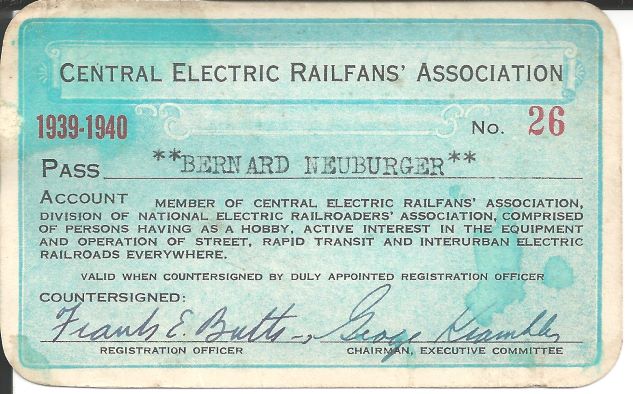 CENTRAL ELECTRIC RAILFANS' ASSOCIATION
1939-1940 No. 26
PASS **BERNARD NEUBURGER**
ACCOUNT MEMBER OF CENTRAL ELECTRIC RAILFANS' ASSOCIATION,
DIVISION OF NATIONAL ELECTRIC RAILROADERS' ASSOCIATION, COMPRISED
OF PERSONS HAVING AS A HOBBY, ACTIVE INTEREST IN THE EQUIPMENT
AND OPERATION OF STREET, RAPID TRANSIT AND INTERURBAN ELECTRIC
RAILROADS EVERYWHERE.
VALID WHEN COUNTERSIGNED BY DULY APPOINTED REGISTRATION OFFICER
COUNTERSIGNED:
Frank E. Butts George Krambles
REGISTRATION OFFICER CHAIRMAN, EXECUTIVE COMMITTEE